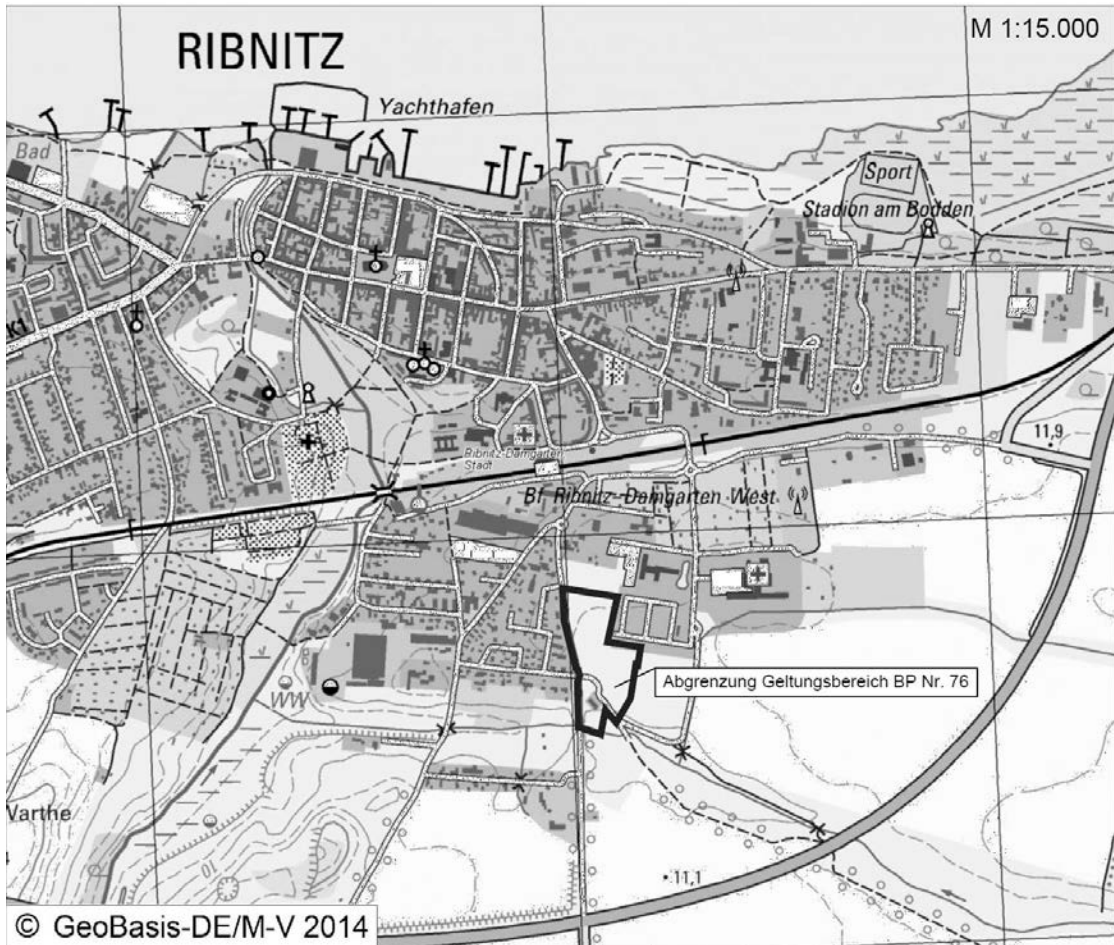 M 1:15.000
RIBNITZ
Yachthafen
Bad
Sport
Stadion am Bodden
K1
11,9
Ribnitz-Damgarten
Stadt
Bf. Ribnitz-Damgarten West
Abgrenzung Geltungsbereich BP Nr. 76
WW
Warthe
11,1
© GeoBasis-DE/M-V 2014